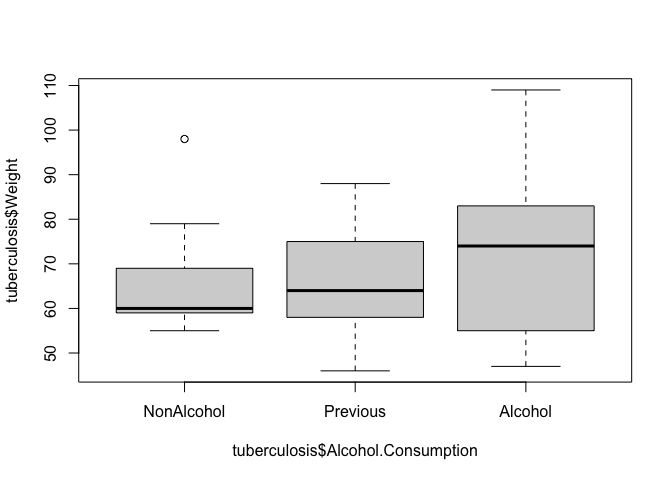 tuberculosis$Weight
110
100
90
80
70
60
50
NonAlcohol Previous Alcohol
tuberculosis$Alcohol.Consumption